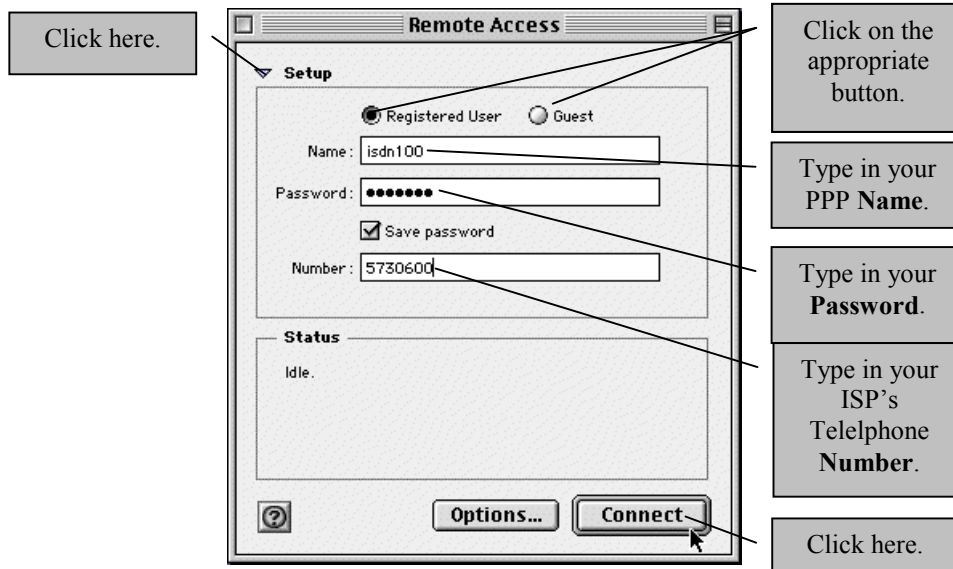 Click here.
Remote Access
Setup
Registered User
Guest
Name:
isdn100
Password:
•••••••
Save password
Number:
5730600
Status
Idle.
?
Options...
Connect
Click on the
appropriate
button.
Type in your
PPP Name.
Type in your
Password.
Type in your
ISP’s
Telelphone
Number.
Click here.